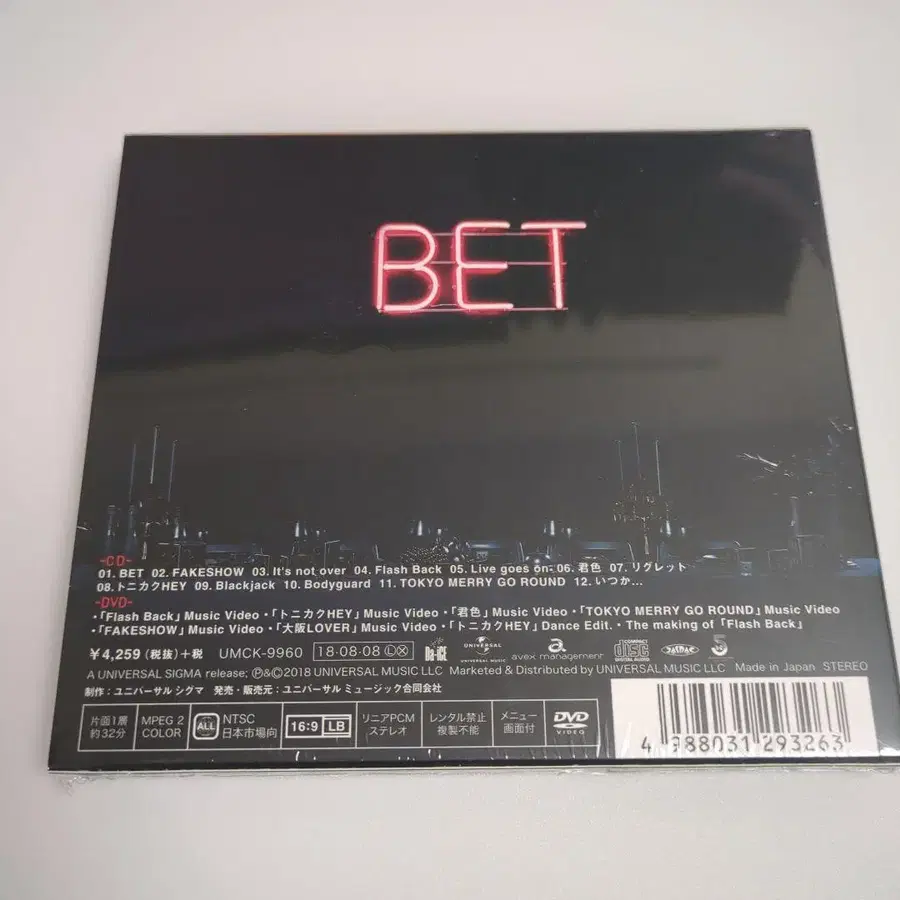 BET
-CD-
01. BET 02. FAKESHOW 03. It's not over 04. Flash Back 05. Live goes on 06. 君色 07. リグレット
08. トニカクHEY 09. Blackjack 10. Bodyguard 11. TOKYO MERRY GO ROUND 12. いつか...
-DVD-
・「Flash Back」Music Video ・「トニカクHEY」Music Video ・「君色」Music Video ・「TOKYO MERRY GO ROUND」Music Video
・「FAKESHOW」Music Video ・「大阪LOVER」Music Video ・「トニカクHEY」Dance Edit. ・The making of「Flash Back」
¥4,259(税抜)+税 UMCK-9960 18・08・08 Ⓛ Ⓧ Da-iCE UNIVERSAL avex management COMPACT disc DIGITAL AUDIO
A UNIVERSAL SIGMA release; Ⓟ&©2018 UNIVERSAL MUSIC LLC Marketed & Distributed by UNIVERSAL MUSIC LLC Made in Japan STEREO
制作:ユニバーサル シグマ 発売・販売元:ユニバーサル ミュージック合同会社
片面1層 約32分
MPEG 2 COLOR
ALL NTSC 日本市場向
16:9 LB
リニアPCM ステレオ
レンタル禁止 複製不能
メニュー 画面付
DVD VIDEO
4 988031 293263